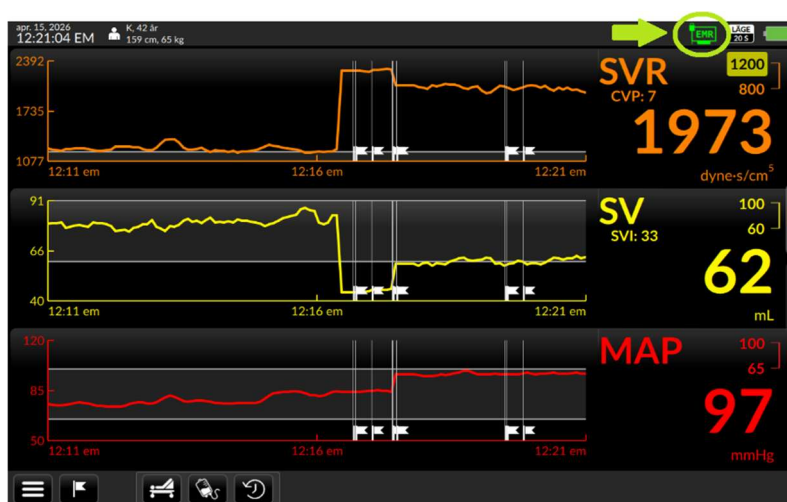 apr. 15, 2026
12:21:04 EM
K, 42 år
159 cm, 65 kg
EMR
LÄGE
20 S
2392
1735
1077
12:11 em
12:16 em
12:21 em
SVR
CVP: 7
1200
800
1973
dyne-s/cm⁵
91
66
40
12:11 em
12:16 em
12:21 em
SV
SVI: 33
100
60
62
mL
120
85
50
12:11 em
12:16 em
12:21 em
MAP
100
65
97
mmHg